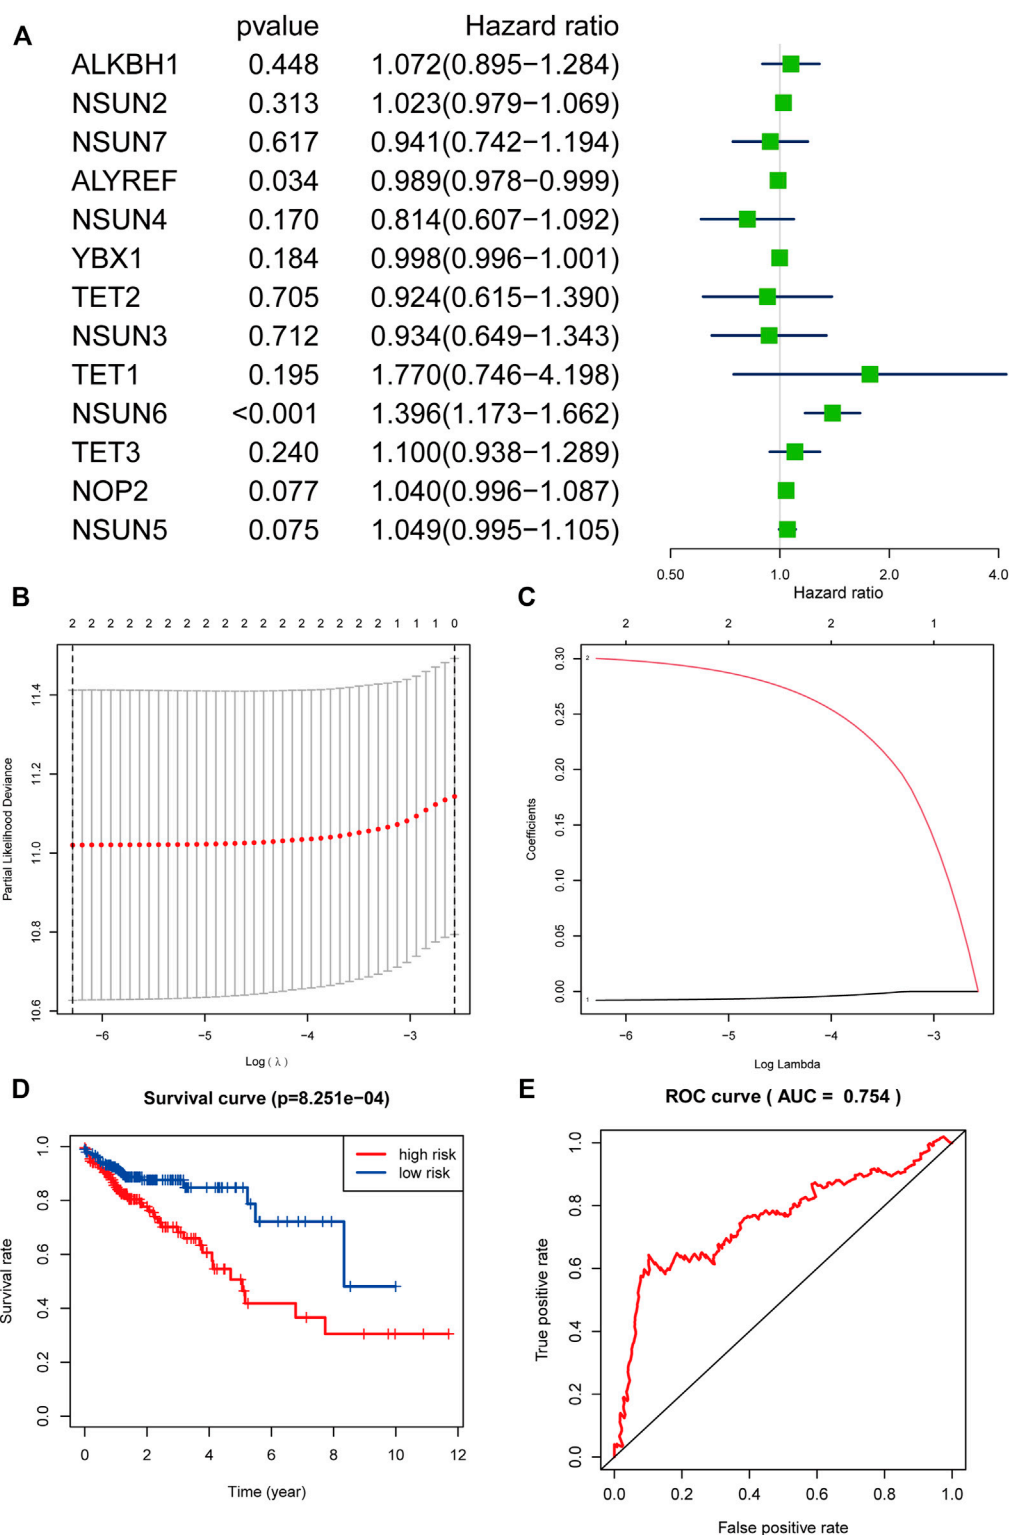 A
pvalue Hazard ratio
ALKBH1 0.448 1.072(0.895−1.284)
NSUN2 0.313 1.023(0.979−1.069)
NSUN7 0.617 0.941(0.742−1.194)
ALYREF 0.034 0.989(0.978−0.999)
NSUN4 0.170 0.814(0.607−1.092)
YBX1 0.184 0.998(0.996−1.001)
TET2 0.705 0.924(0.615−1.390)
NSUN3 0.712 0.934(0.649−1.343)
TET1 0.195 1.770(0.746−4.198)
NSUN6 <0.001 1.396(1.173−1.662)
TET3 0.240 1.100(0.938−1.289)
NOP2 0.077 1.040(0.996−1.087)
NSUN5 0.075 1.049(0.995−1.105)
0.50 1.0 2.0 4.0
Hazard ratio
B
2 2 2 2 2 2 2 2 2 2 2 2 2 2 2 2 2 1 1 1 0
11.4
11.2
11.0
10.8
10.6
Partial Likelihood Deviance
−6 −5 −4 −3
Log ( λ )
C
2 2 2 1
0.30
0.25
0.20
0.15
0.10
0.05
0.00
2
1
Coefficients
−6 −5 −4 −3
Log Lambda
D
Survival curve (p=8.251e−04)
high risk
low risk
1.0
0.8
0.6
0.4
0.2
0.0
Survival rate
0 2 4 6 8 10 12
Time (year)
E
ROC curve ( AUC = 0.754 )
1.0
0.8
0.6
0.4
0.2
0.0
True positive rate
0.0 0.2 0.4 0.6 0.8 1.0
False positive rate